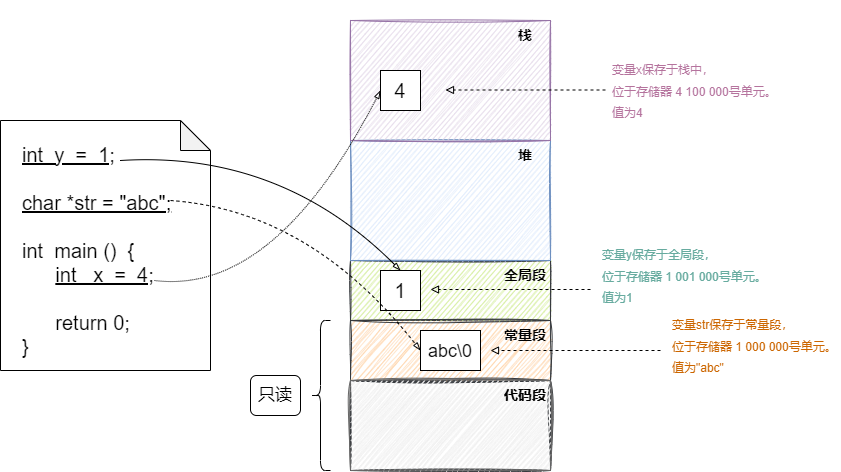 int y = 1;
char *str = "abc";
int main () {
int x = 4;
return 0;
}
栈
4
堆
全局段
1
常量段
abc\0
代码段
只读
变量x保存于栈中，
位于存储器 4 100 000号单元。
值为4
变量y保存于全局段，
位于存储器 1 001 000号单元。
值为1
变量str保存于常量段，
位于存储器 1 000 000号单元。
值为"abc"